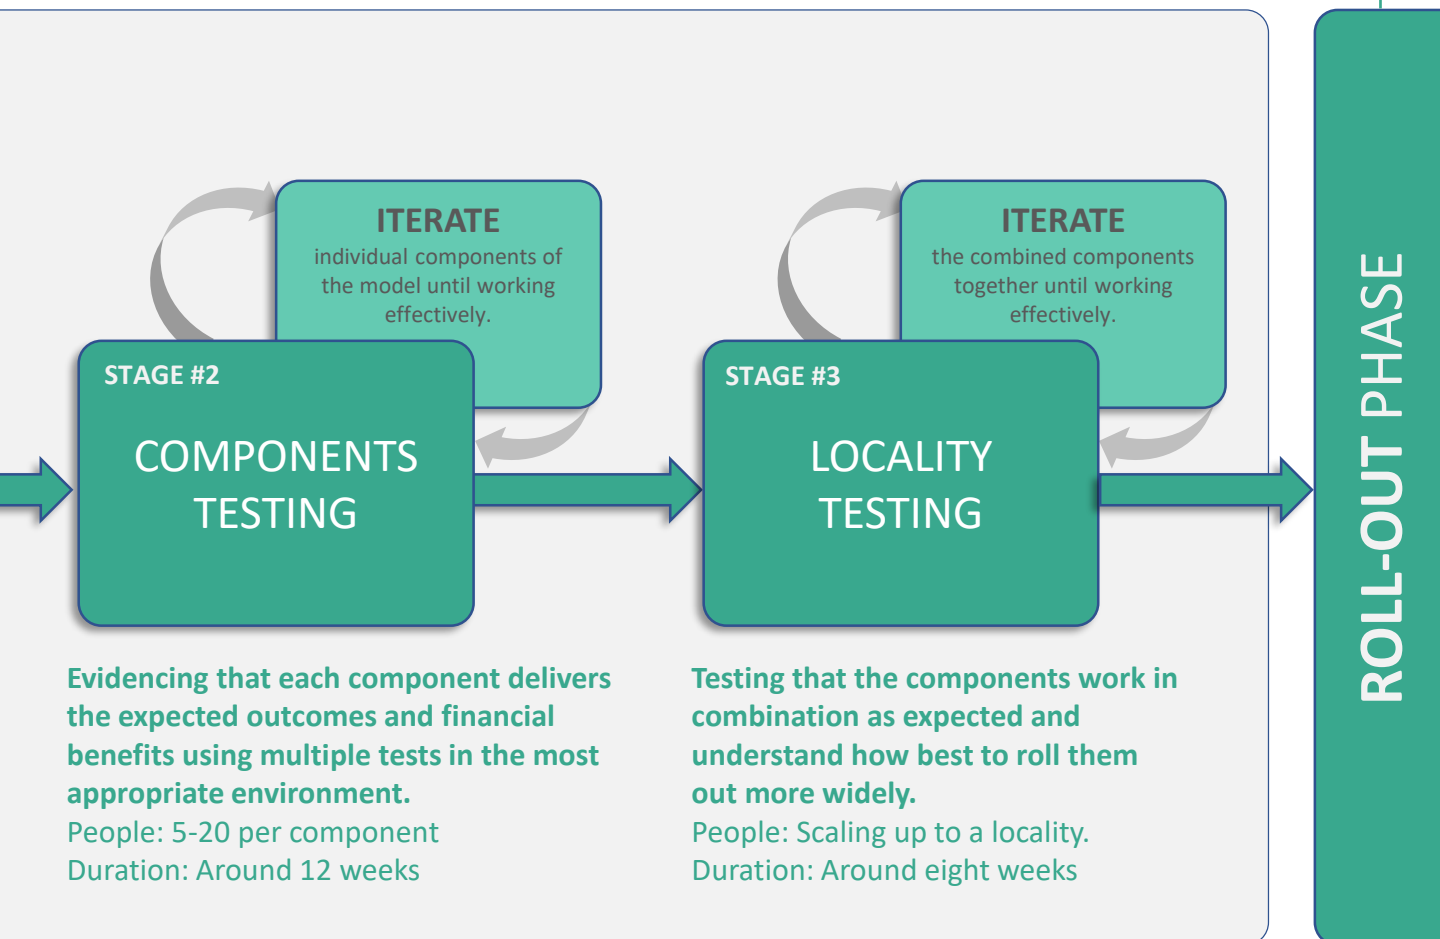 ITERATE
individual components of
the model until working
effectively.
STAGE #2
COMPONENTS
TESTING
Evidencing that each component delivers
the expected outcomes and financial
benefits using multiple tests in the most
appropriate environment.
People: 5-20 per component
Duration: Around 12 weeks
ITERATE
the combined components
together until working
effectively.
STAGE #3
LOCALITY
TESTING
Testing that the components work in
combination as expected and
understand how best to roll them
out more widely.
People: Scaling up to a locality.
Duration: Around eight weeks
ROLL-OUT PHASE